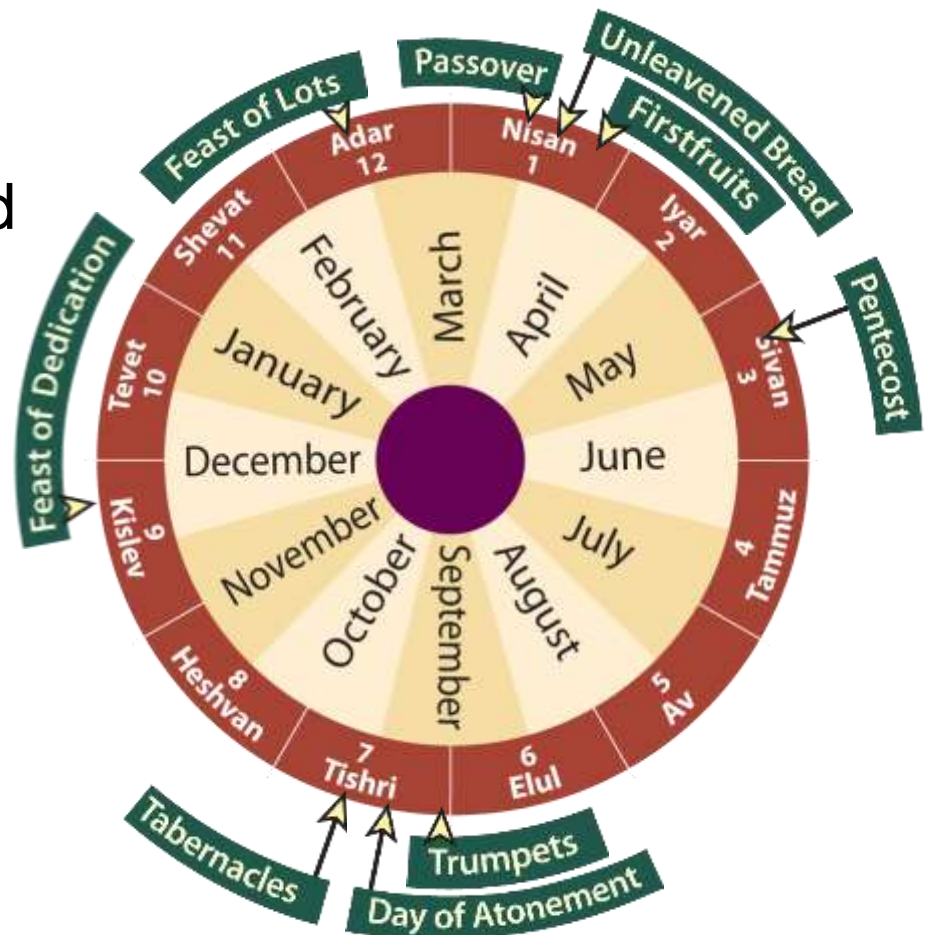 Passover
Unleavened Bread
Firstfruits
Pentecost
Trumpets
Day of Atonement
Tabernacles
Feast of Dedication
Feast of Lots
Nisan
1
Iyar
2
Sivan
3
4
Tammuz
5
Av
6
Elul
7
Tishri
8
Heshvan
9
Kislev
Tevet
10
Shevat
11
Adar
12
March
April
May
June
July
August
September
October
November
December
January
February
d